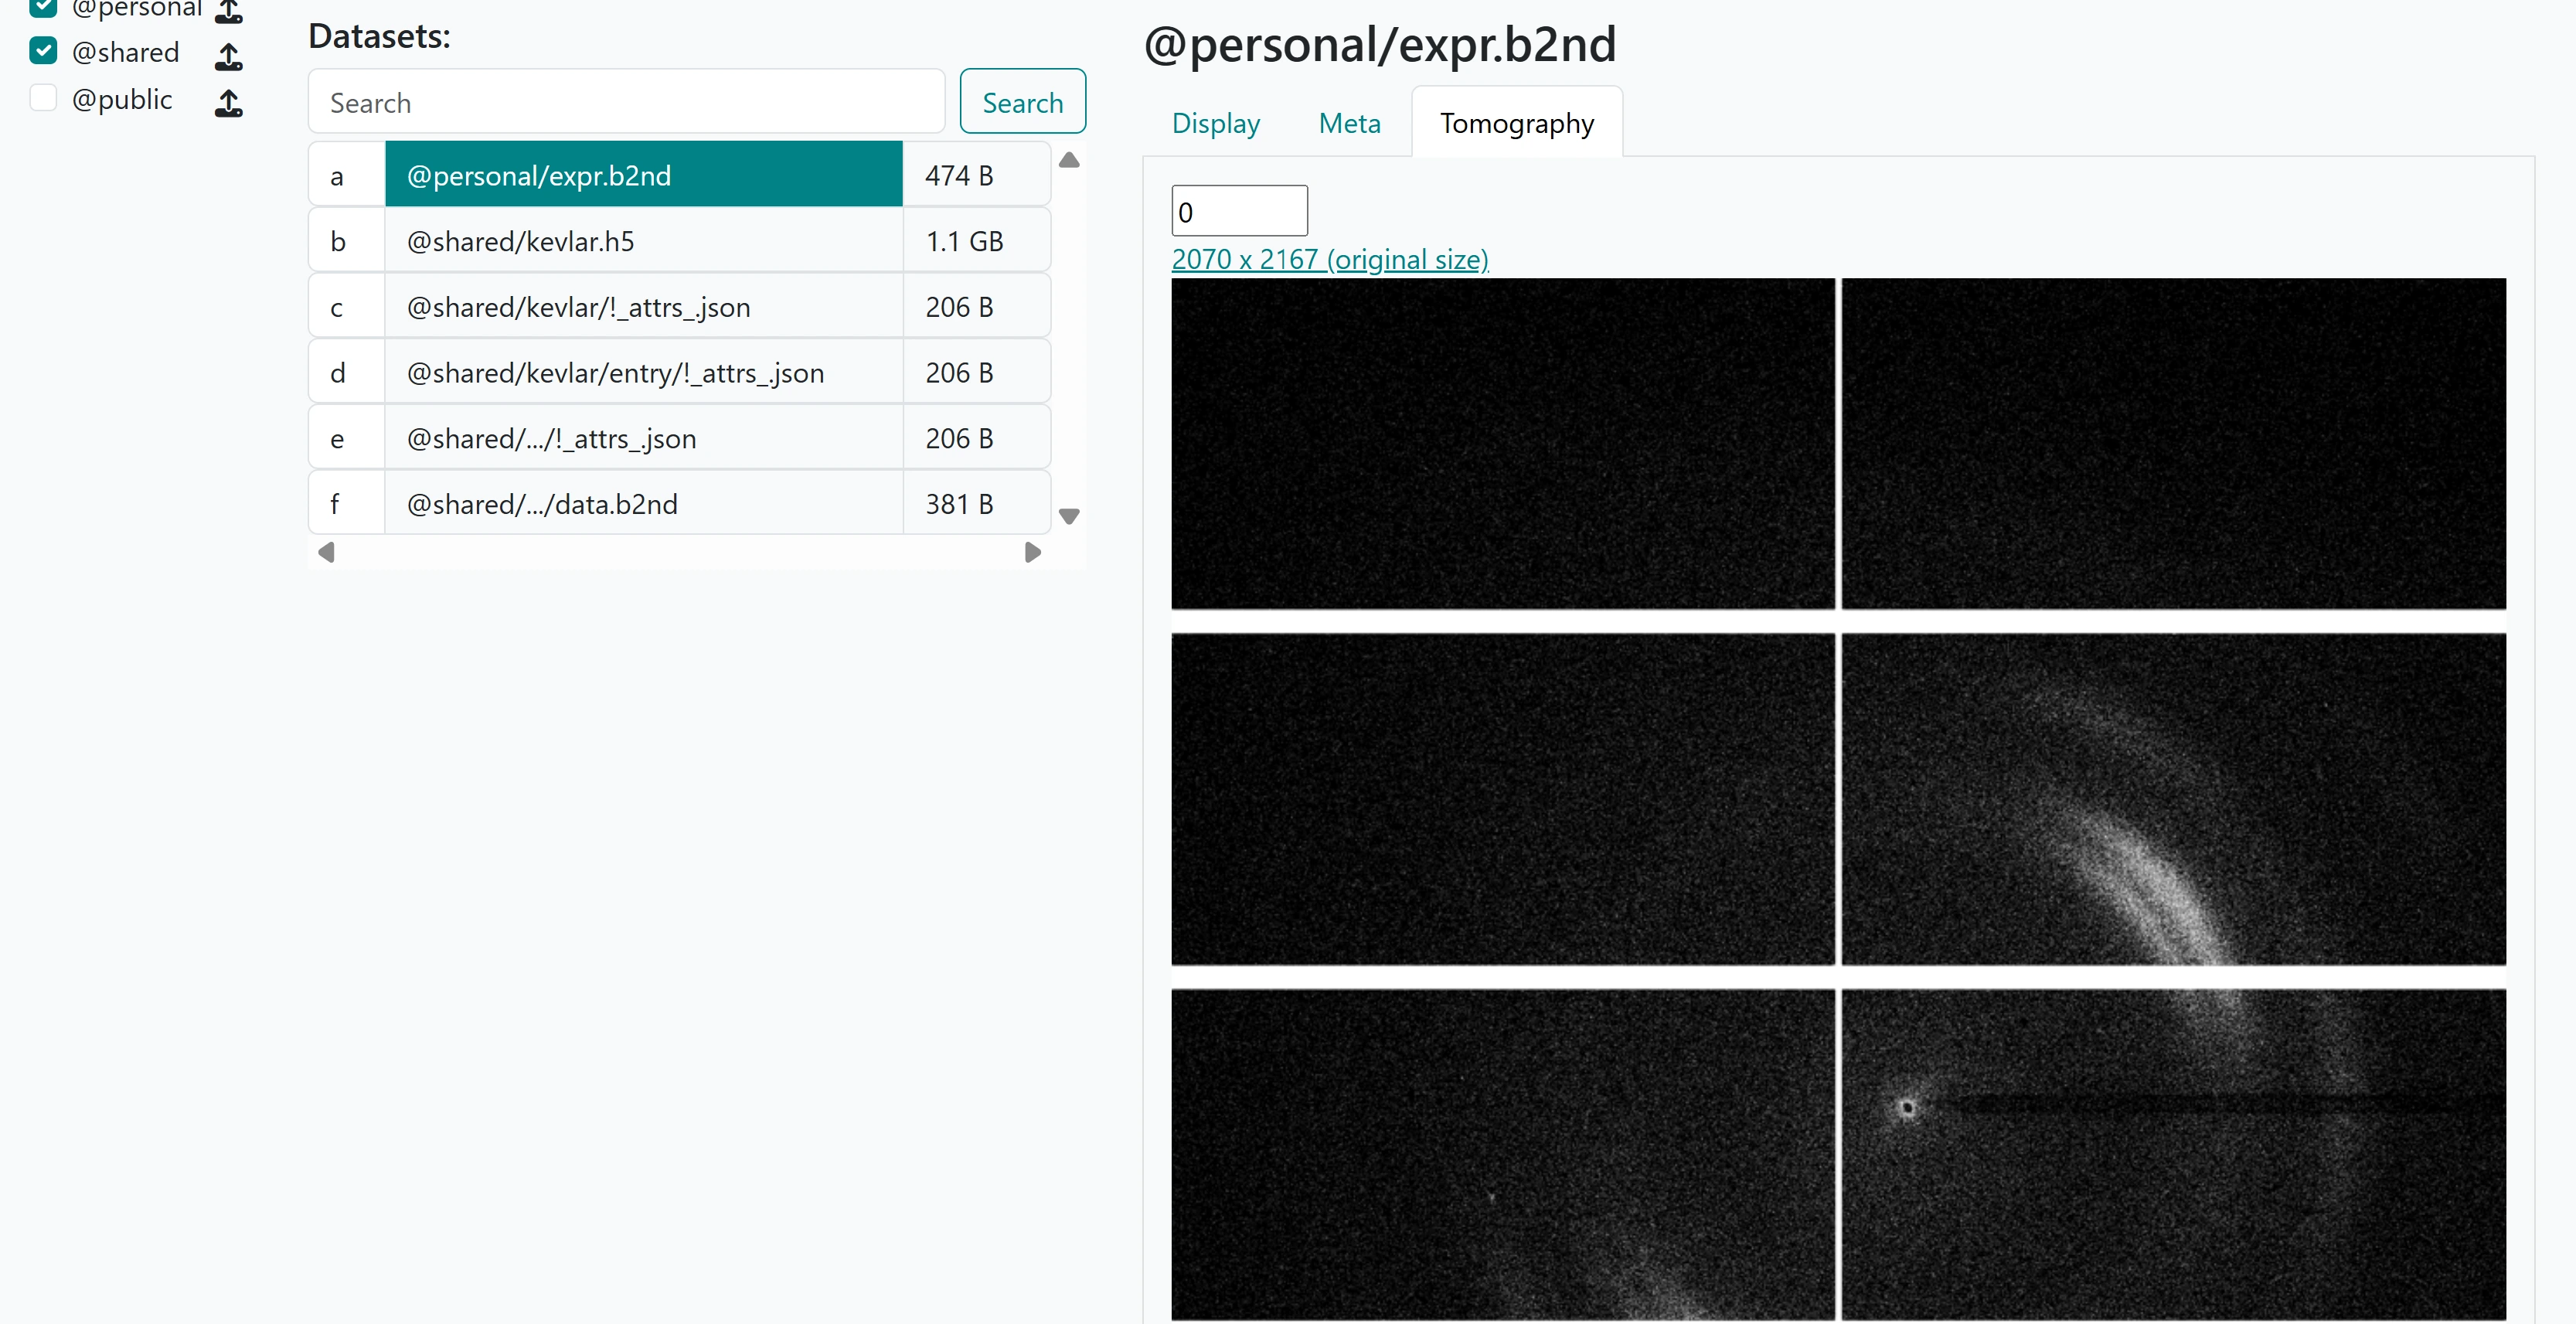 @personal
@shared
@public
Datasets:
Search
Search
a @personal/expr.b2nd 474 B
b @shared/kevlar.h5 1.1 GB
c @shared/kevlar/!_attrs_.json 206 B
d @shared/kevlar/entry/!_attrs_.json 206 B
e @shared/.../!_attrs_.json 206 B
f @shared/.../data.b2nd 381 B
@personal/expr.b2nd
Display Meta Tomography
0
2070 x 2167 (original size)